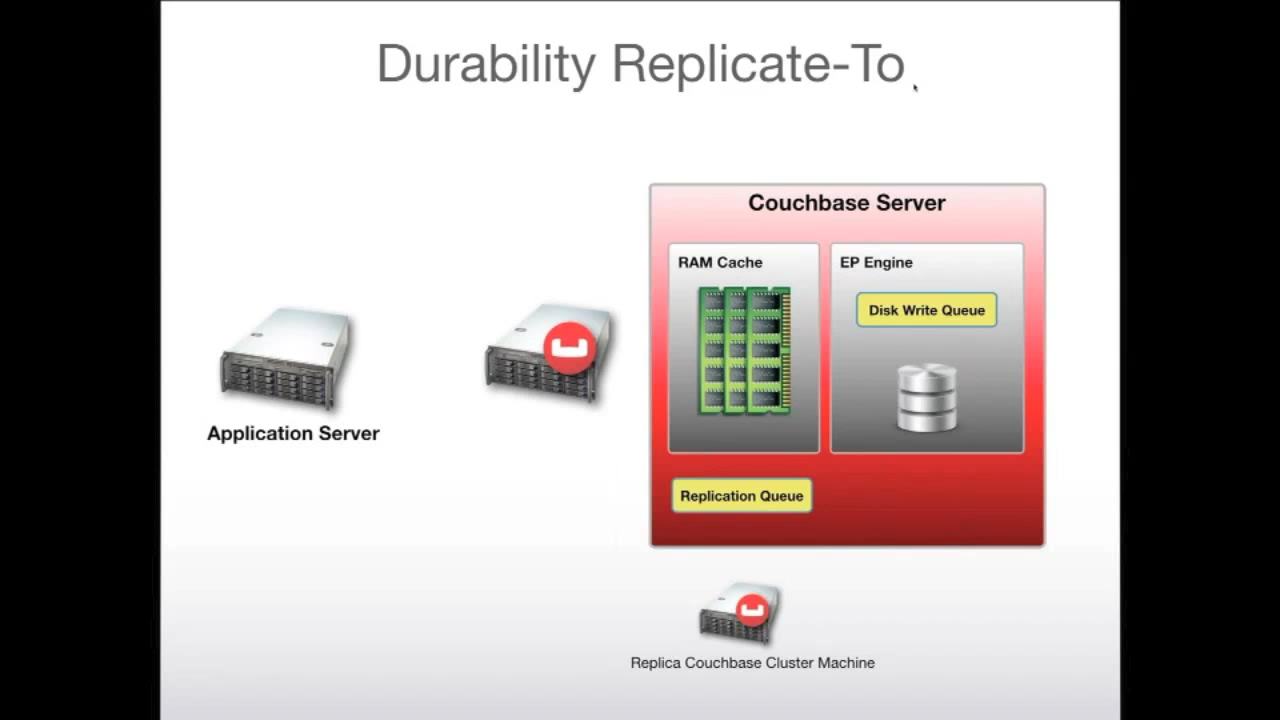 Durability Replicate-To
Couchbase Server
RAM Cache
EP Engine
Disk Write Queue
Application Server
Replication Queue
Replica Couchbase Cluster Machine